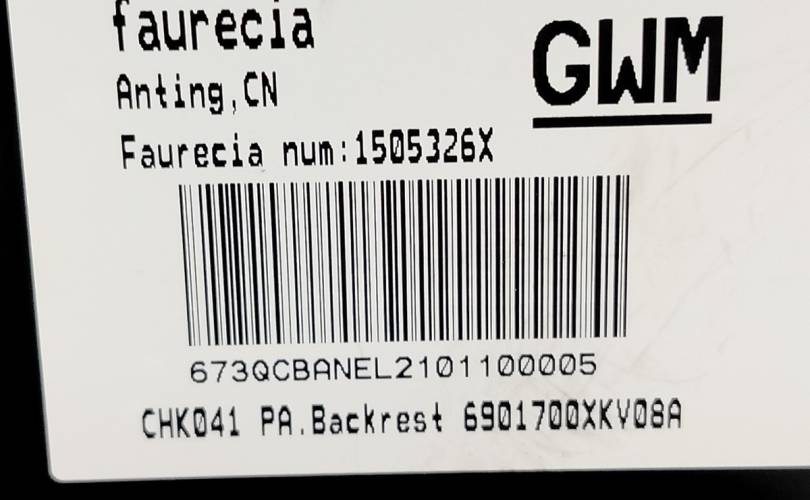 faurecia
GWM
Anting,CN
Faurecia num:1505326X
673QCBANEL2101100005
CHK041 PA.Backrest 6901700XKV08A